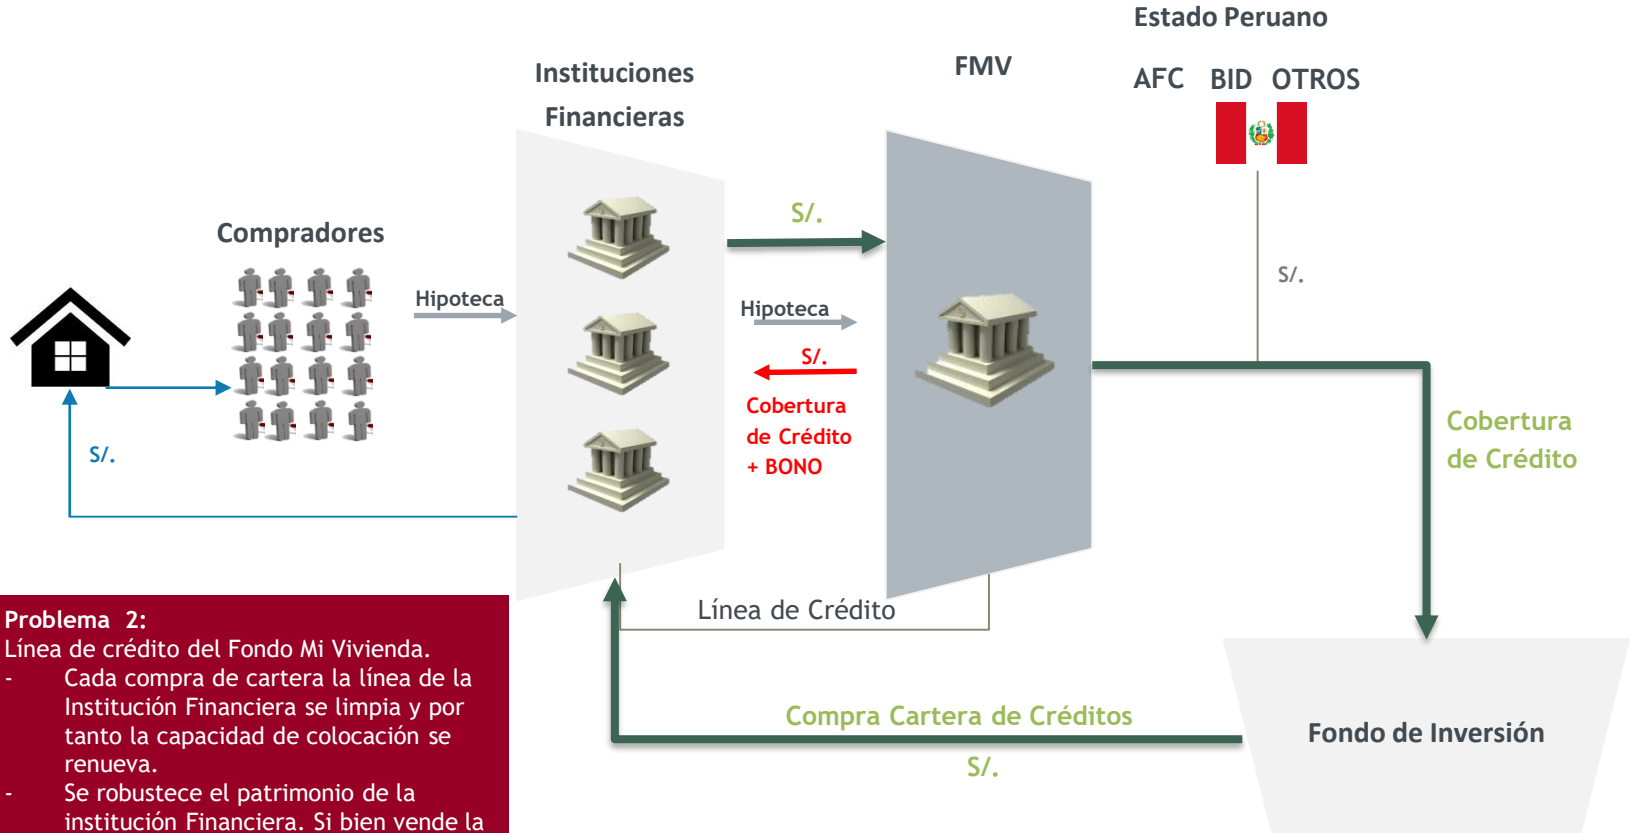 Estado Peruano
AFC BID OTROS
FMV
Instituciones
Financieras
Compradores
S/.
Hipoteca
Hipoteca
S/.
S/.
Cobertura
de Crédito
+ BONO
Cobertura
de Crédito
S/.
Línea de Crédito
Problema 2:
Línea de crédito del Fondo Mi Vivienda.
- Cada compra de cartera la línea de la
Institución Financiera se limpia y por
tanto la capacidad de colocación se
renueva.
- Se robustece el patrimonio de la
institución Financiera. Si bien vende la
Compra Cartera de Créditos
S/.
Fondo de Inversión